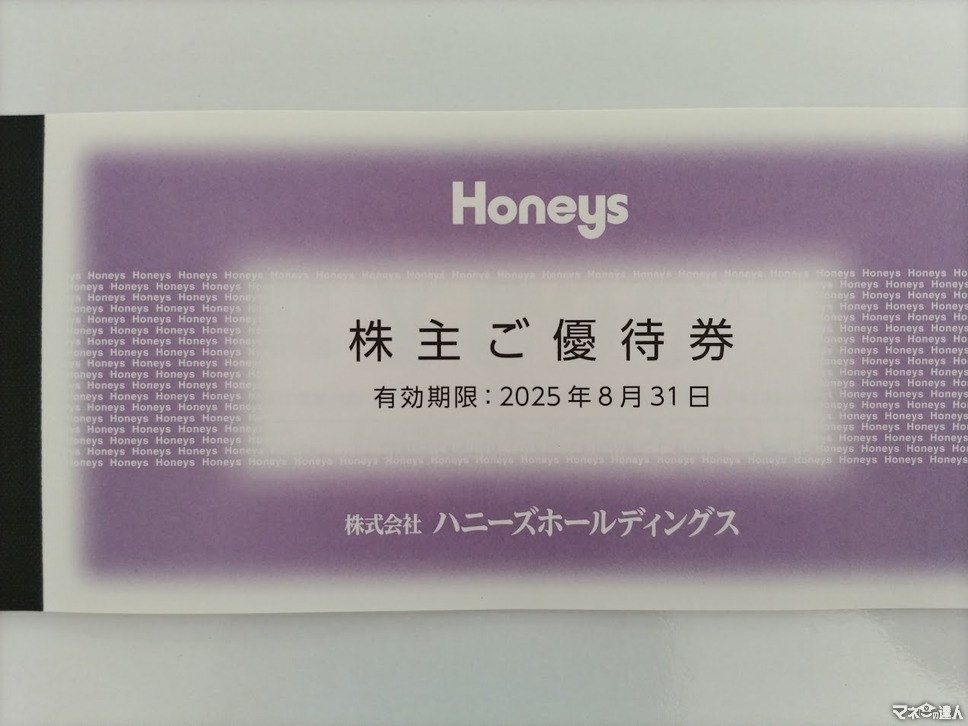 Honeys
株主ご優待券
有効期限：2025年8月31日
株式会社 ハニーズホールディングス
マネーの達人